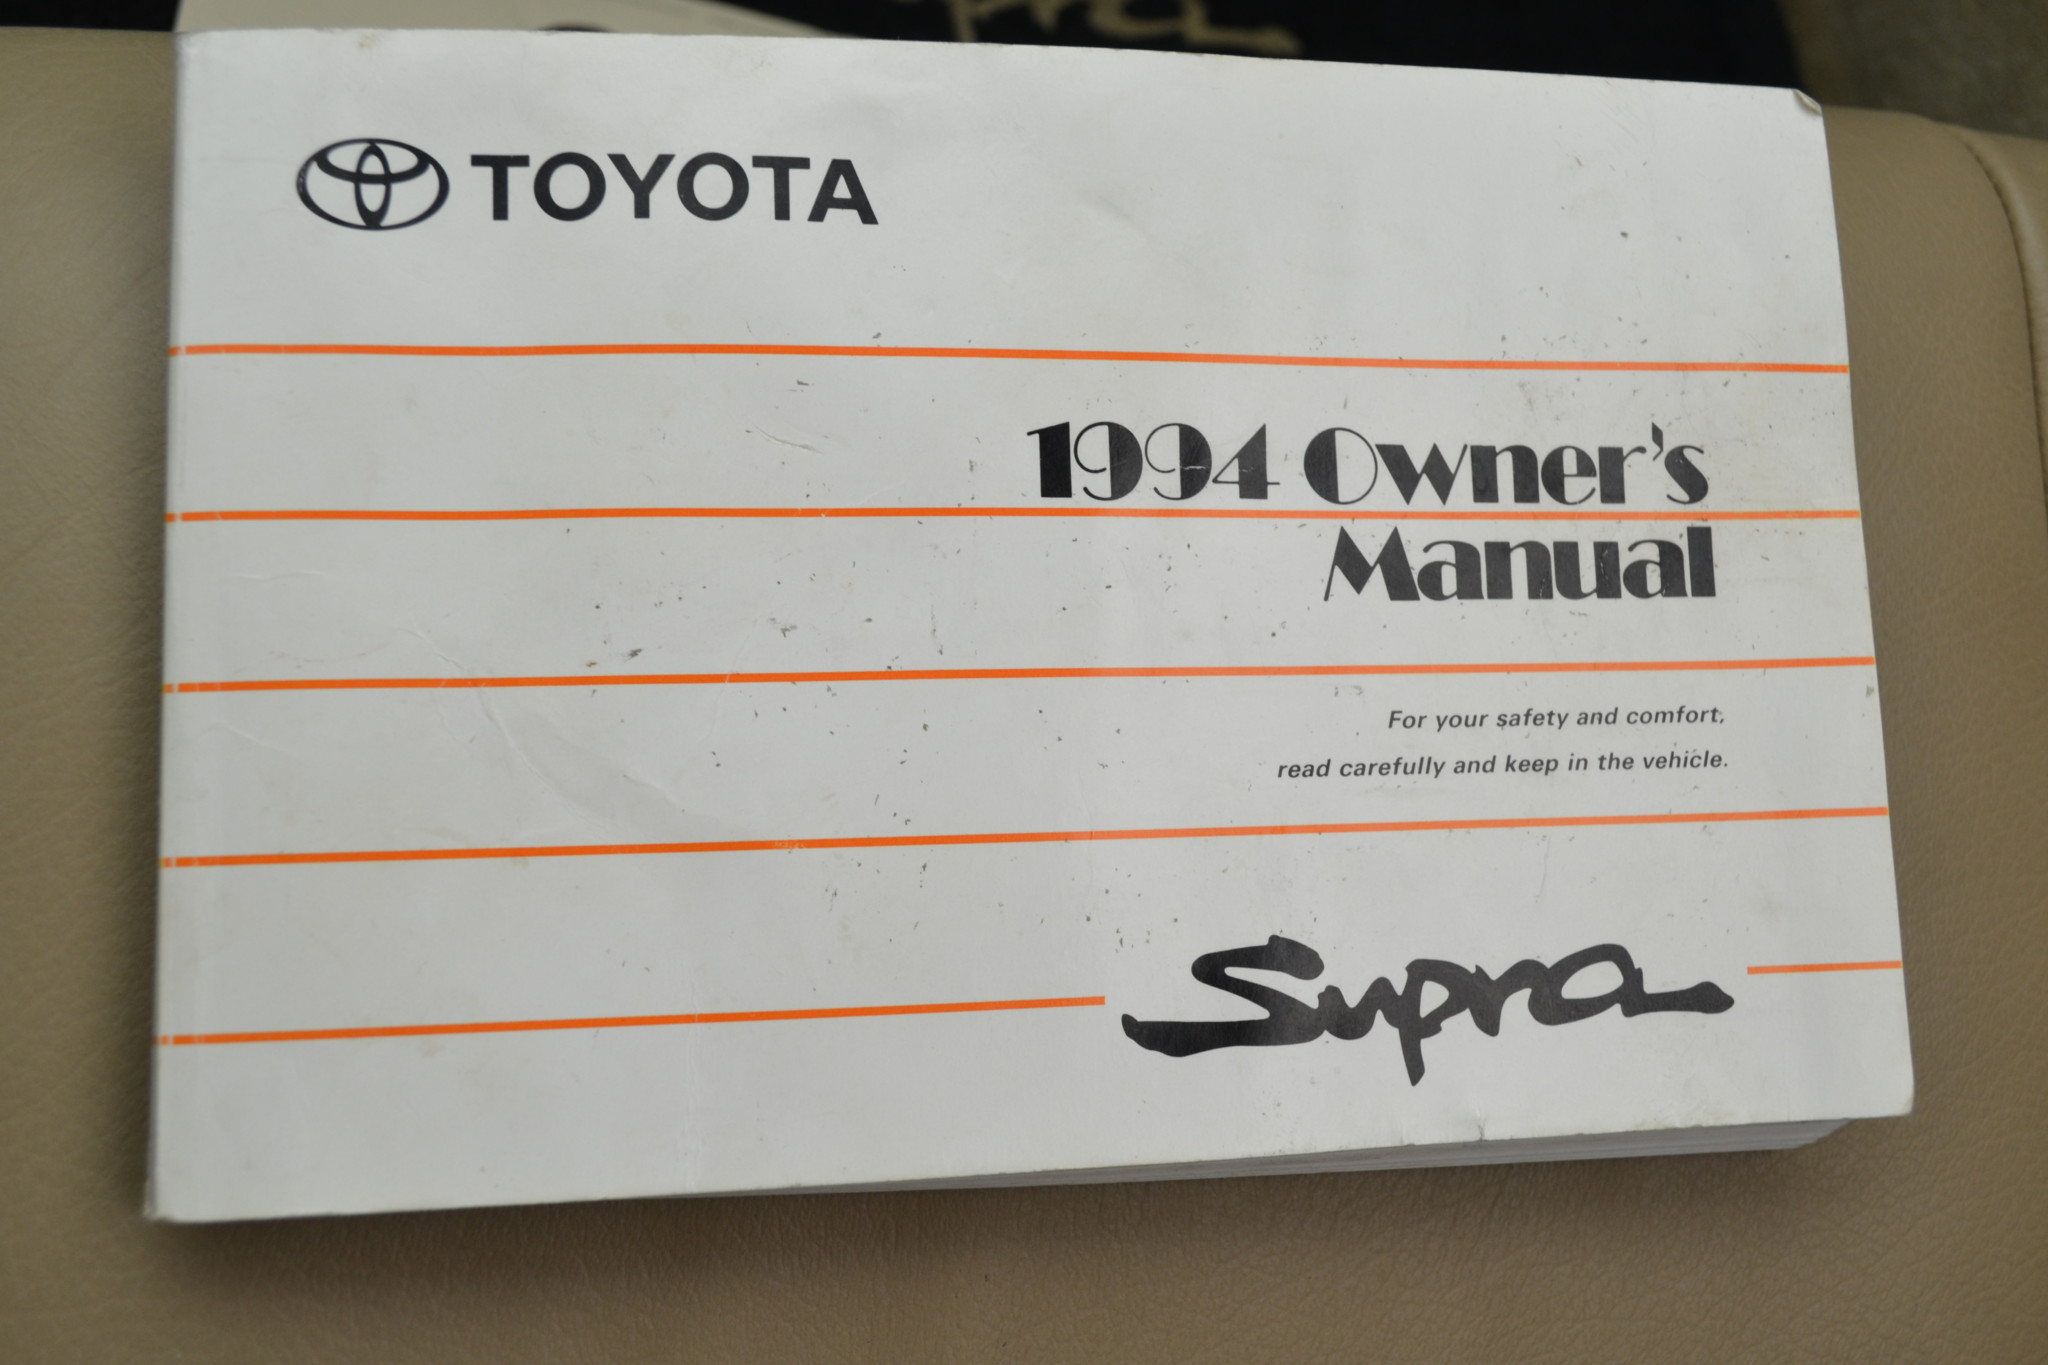 TOYOTA
1994 Owner's
Manual
For your safety and comfort,
read carefully and keep in the vehicle.
Supra